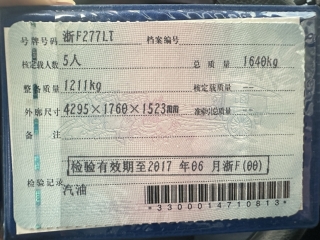 号牌号码 浙F277LT 档案编号
核定载人数 5人 总质量 1640kg
整备质量 1211kg 核定载质量 --
外廓尺寸 4295×1760×1523mm 准牵引总质量 --
备注
检验有效期至2017 年06 月浙F(00)
检验记录
汽油
*3300014710813*